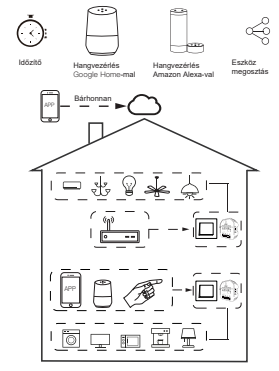 Időzítő
Hangvezérlés
Google Home-mal
Hangvezérlés
Amazon Alexa-val
Eszköz
megosztás
APP
Bárhonnan
APP